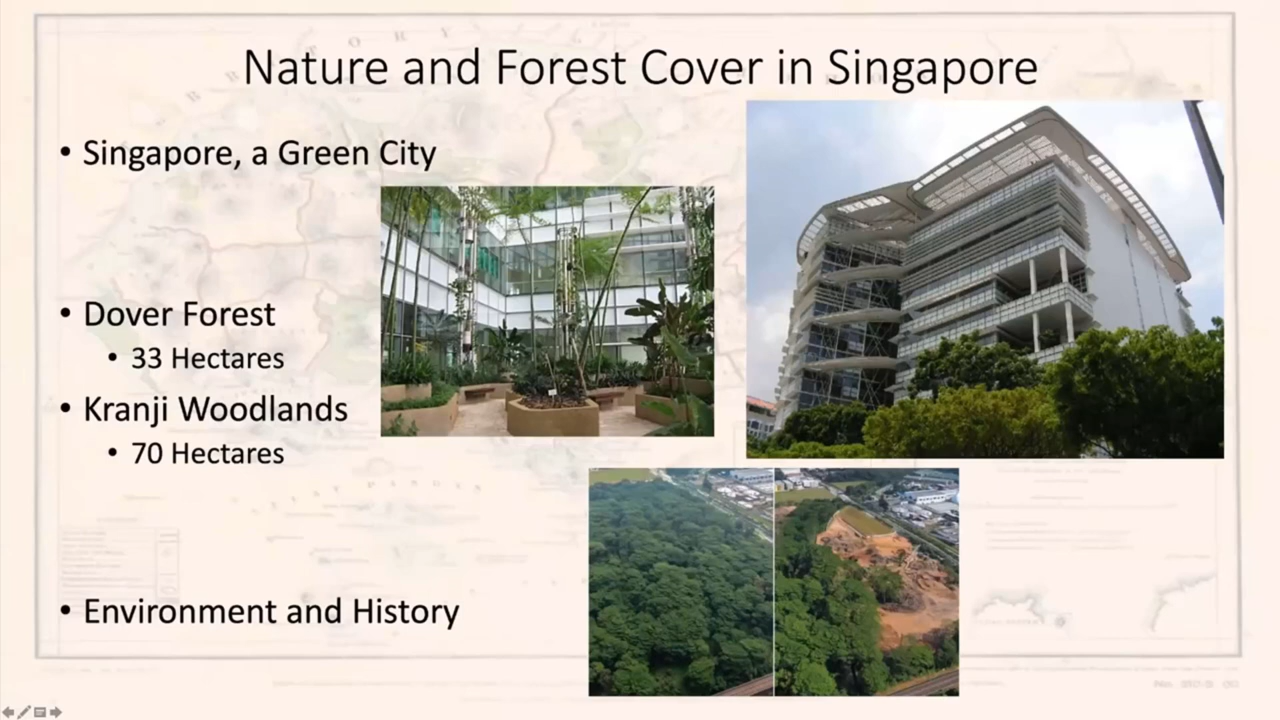 Nature and Forest Cover in Singapore
• Singapore, a Green City
• Dover Forest
• 33 Hectares
• Kranji Woodlands
• 70 Hectares
• Environment and History